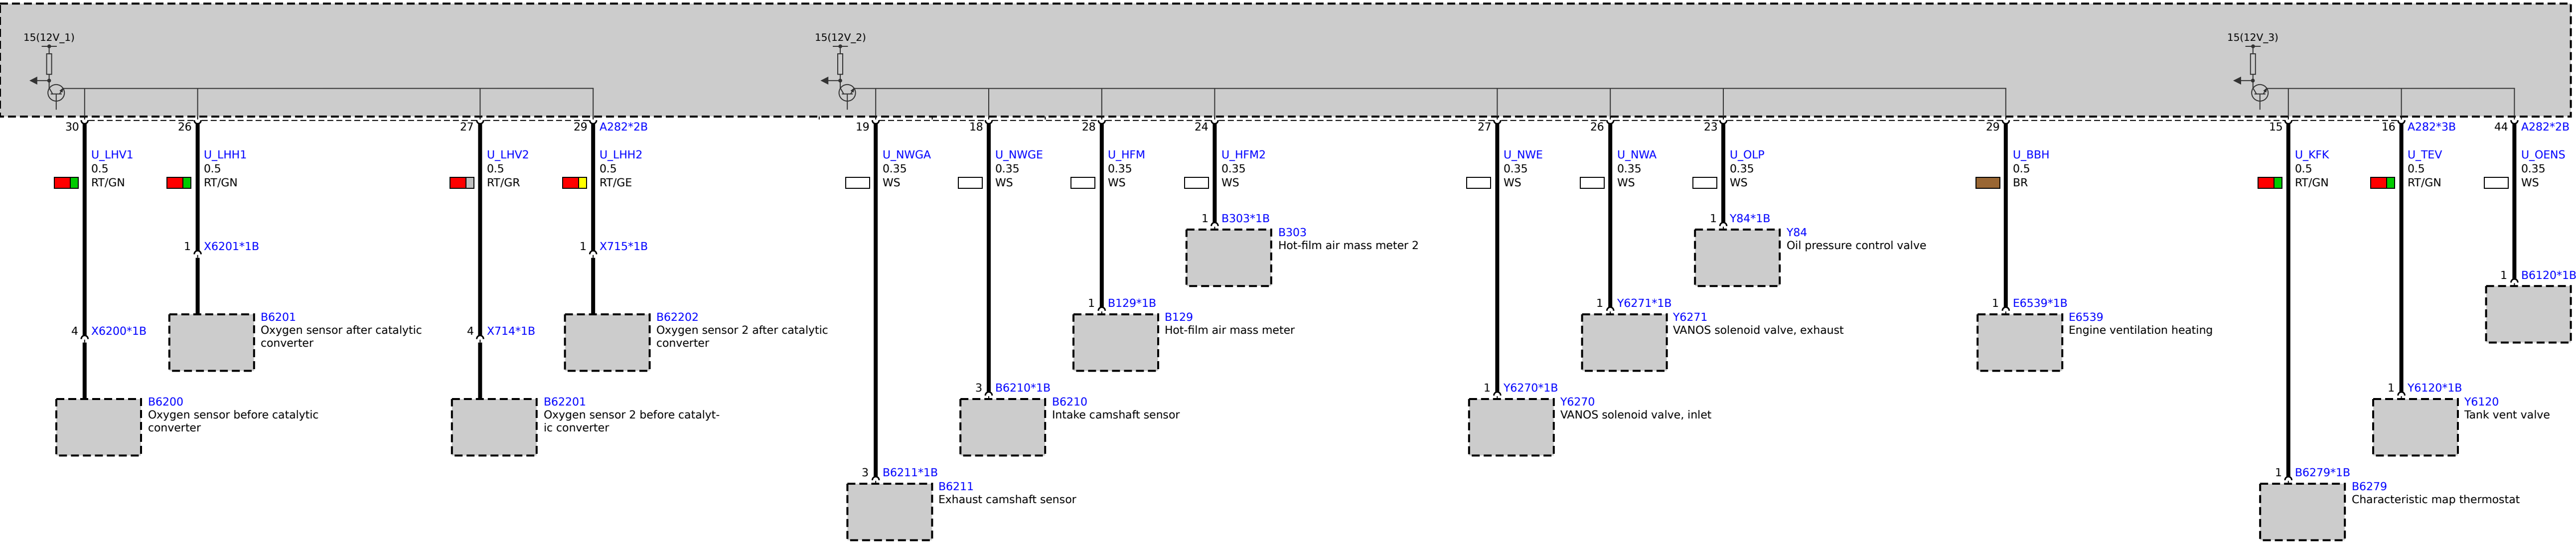 15(12V_1)
15(12V_2)
15(12V_3)
30
26
27
29 A282*2B
19
18
28
24
27
26
23
29
15
16 A282*3B
44 A282*2B
U_LHV1
0.5
RT/GN
U_LHH1
0.5
RT/GN
U_LHV2
0.5
RT/GR
U_LHH2
0.5
RT/GE
U_NWGA
0.35
WS
U_NWGE
0.35
WS
U_HFM
0.35
WS
U_HFM2
0.35
WS
U_NWE
0.35
WS
U_NWA
0.35
WS
U_OLP
0.35
WS
U_BBH
0.5
BR
U_KFK
0.5
RT/GN
U_TEV
0.5
RT/GN
U_OENS
0.35
WS
1 B303*1B
B303
Hot-film air mass meter 2
1 Y84*1B
Y84
Oil pressure control valve
1 X6201*1B
B6201
Oxygen sensor after catalytic
converter
1 X715*1B
B62202
Oxygen sensor 2 after catalytic
converter
1 B6120*1B
1 B129*1B
B129
Hot-film air mass meter
1 Y6271*1B
Y6271
VANOS solenoid valve, exhaust
1 E6539*1B
E6539
Engine ventilation heating
4 X6200*1B
B6200
Oxygen sensor before catalytic
converter
4 X714*1B
B62201
Oxygen sensor 2 before catalyt-
ic converter
3 B6210*1B
B6210
Intake camshaft sensor
1 Y6270*1B
Y6270
VANOS solenoid valve, inlet
1 Y6120*1B
Y6120
Tank vent valve
3 B6211*1B
B6211
Exhaust camshaft sensor
1 B6279*1B
B6279
Characteristic map thermostat